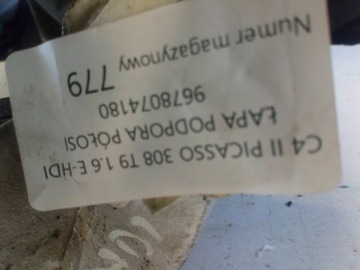 C4 II PICASSO 308 T9 1.6 E-HDI
ŁAPA PODPORA PÓŁOSI
9678074180
Numer magazynowy 779